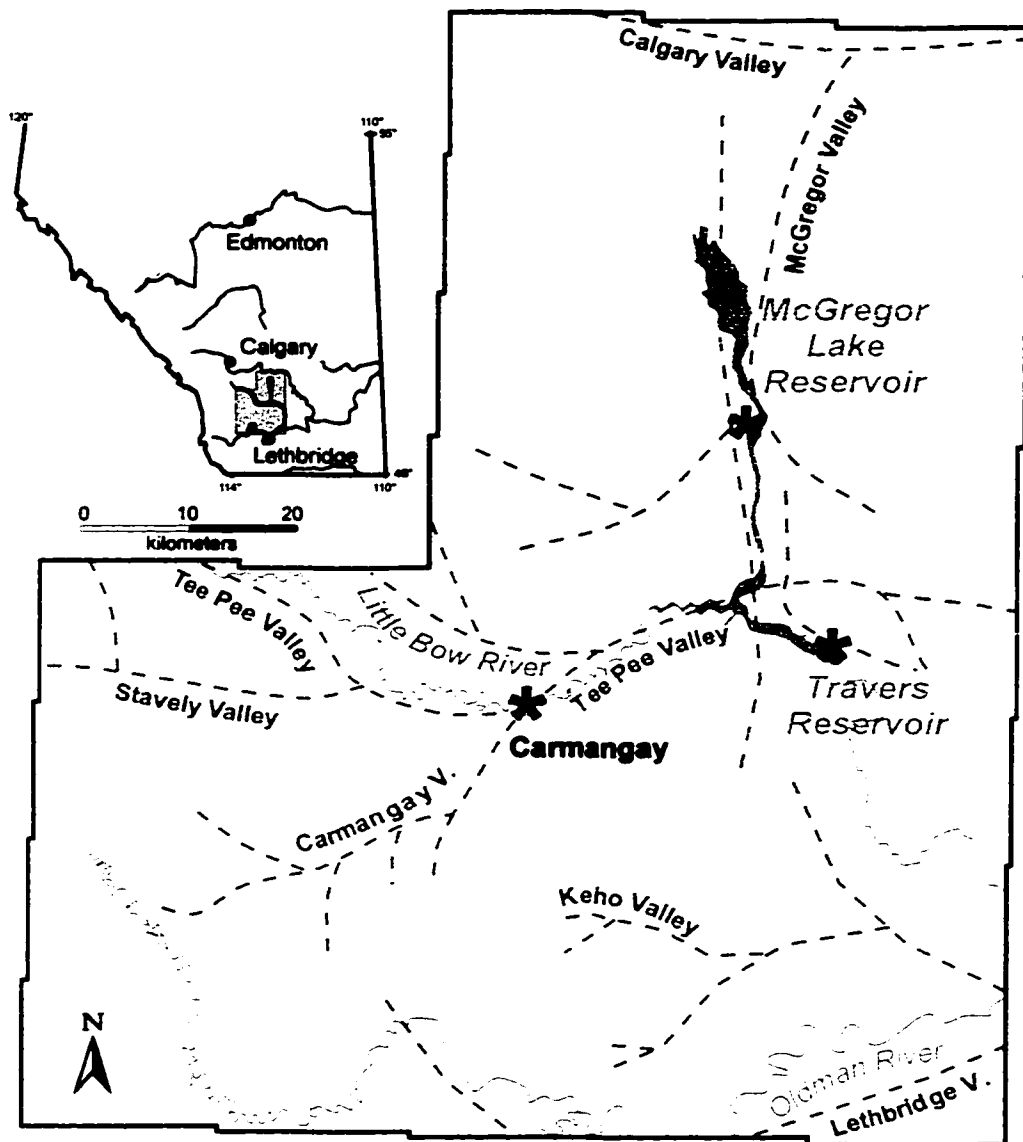 Calgary Valley
McGregor Valley
120°
110°
Edmonton
Calgary
Lethbridge
114°
110°
McGregor
Lake
Reservoir
0 10 20
kilometers
Tee Pee Valley
Little Bow River
Tee Pee Valley
Stavely Valley
Travers
Reservoir
Carmangay
Carmangay V.
Keho Valley
N
Oldman River
Lethbridge V.